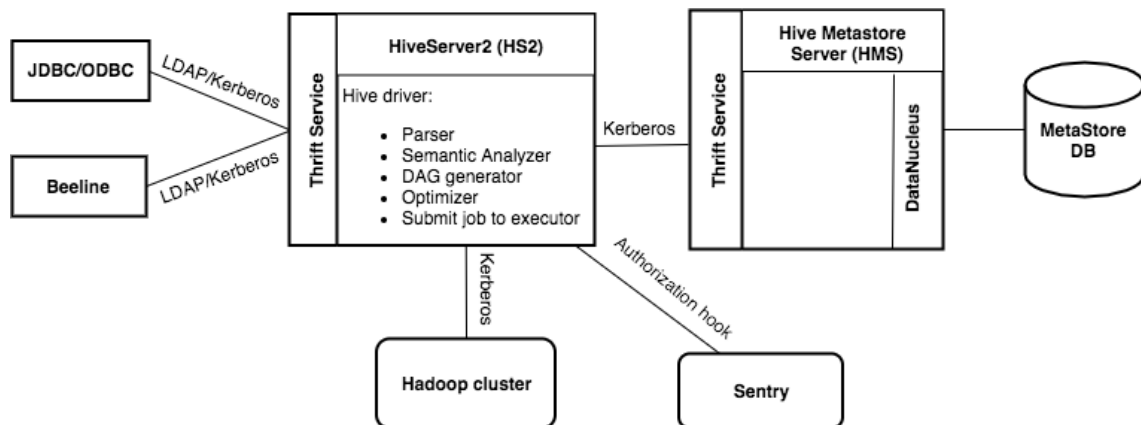 JDBC/ODBC
Beeline
LDAP/Kerberos
LDAP/Kerberos
Thrift Service
HiveServer2 (HS2)
Hive driver:
• Parser
• Semantic Analyzer
• DAG generator
• Optimizer
• Submit job to executor
Kerberos
Thrift Service
Hive Metastore
Server (HMS)
DataNucleus
MetaStore
DB
Kerberos
Authorization hook
Hadoop cluster
Sentry